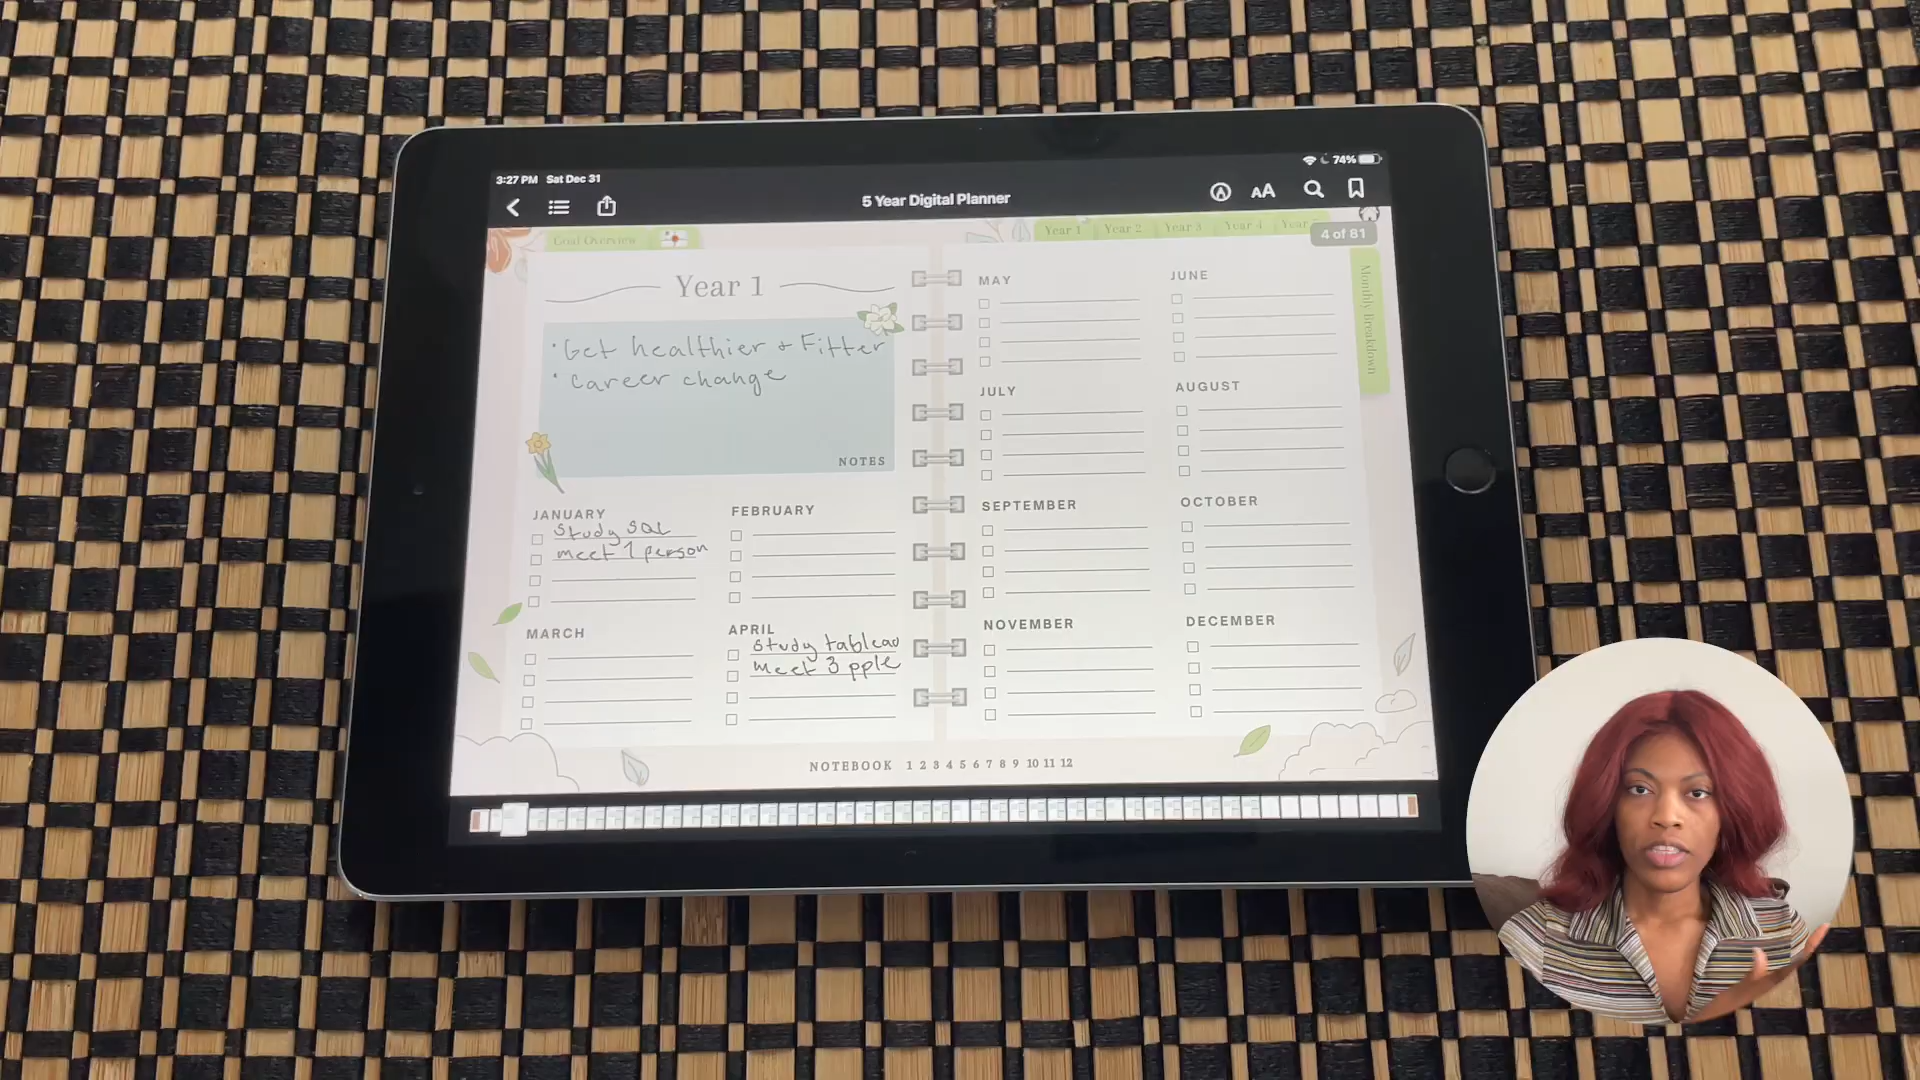 3:27 PM Sat Dec 31
74%
5 Year Digital Planner
AA
Goal Overview
Year 1 Year 2 Year 3 Year 4 Year
4 of 81
Monthly Breakdown
Year 1
• Get healthier + Fitter
• career change
NOTES
JANUARY
Study SQL
meet 1 person
FEBRUARY
MARCH
APRIL
Study tableau
meet 3 pple
MAY
JUNE
JULY
AUGUST
SEPTEMBER
OCTOBER
NOVEMBER
DECEMBER
NOTEBOOK 1 2 3 4 5 6 7 8 9 10 11 12